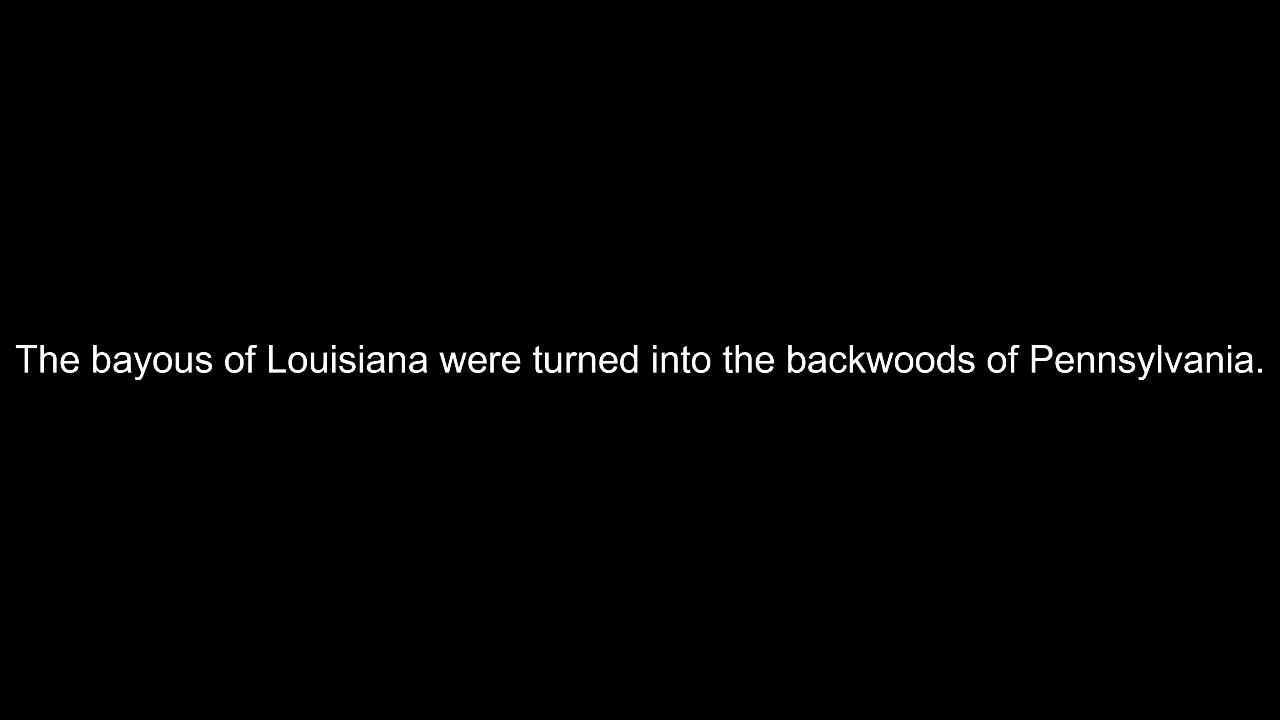 The bayous of Louisiana were turned into the backwoods of Pennsylvania.